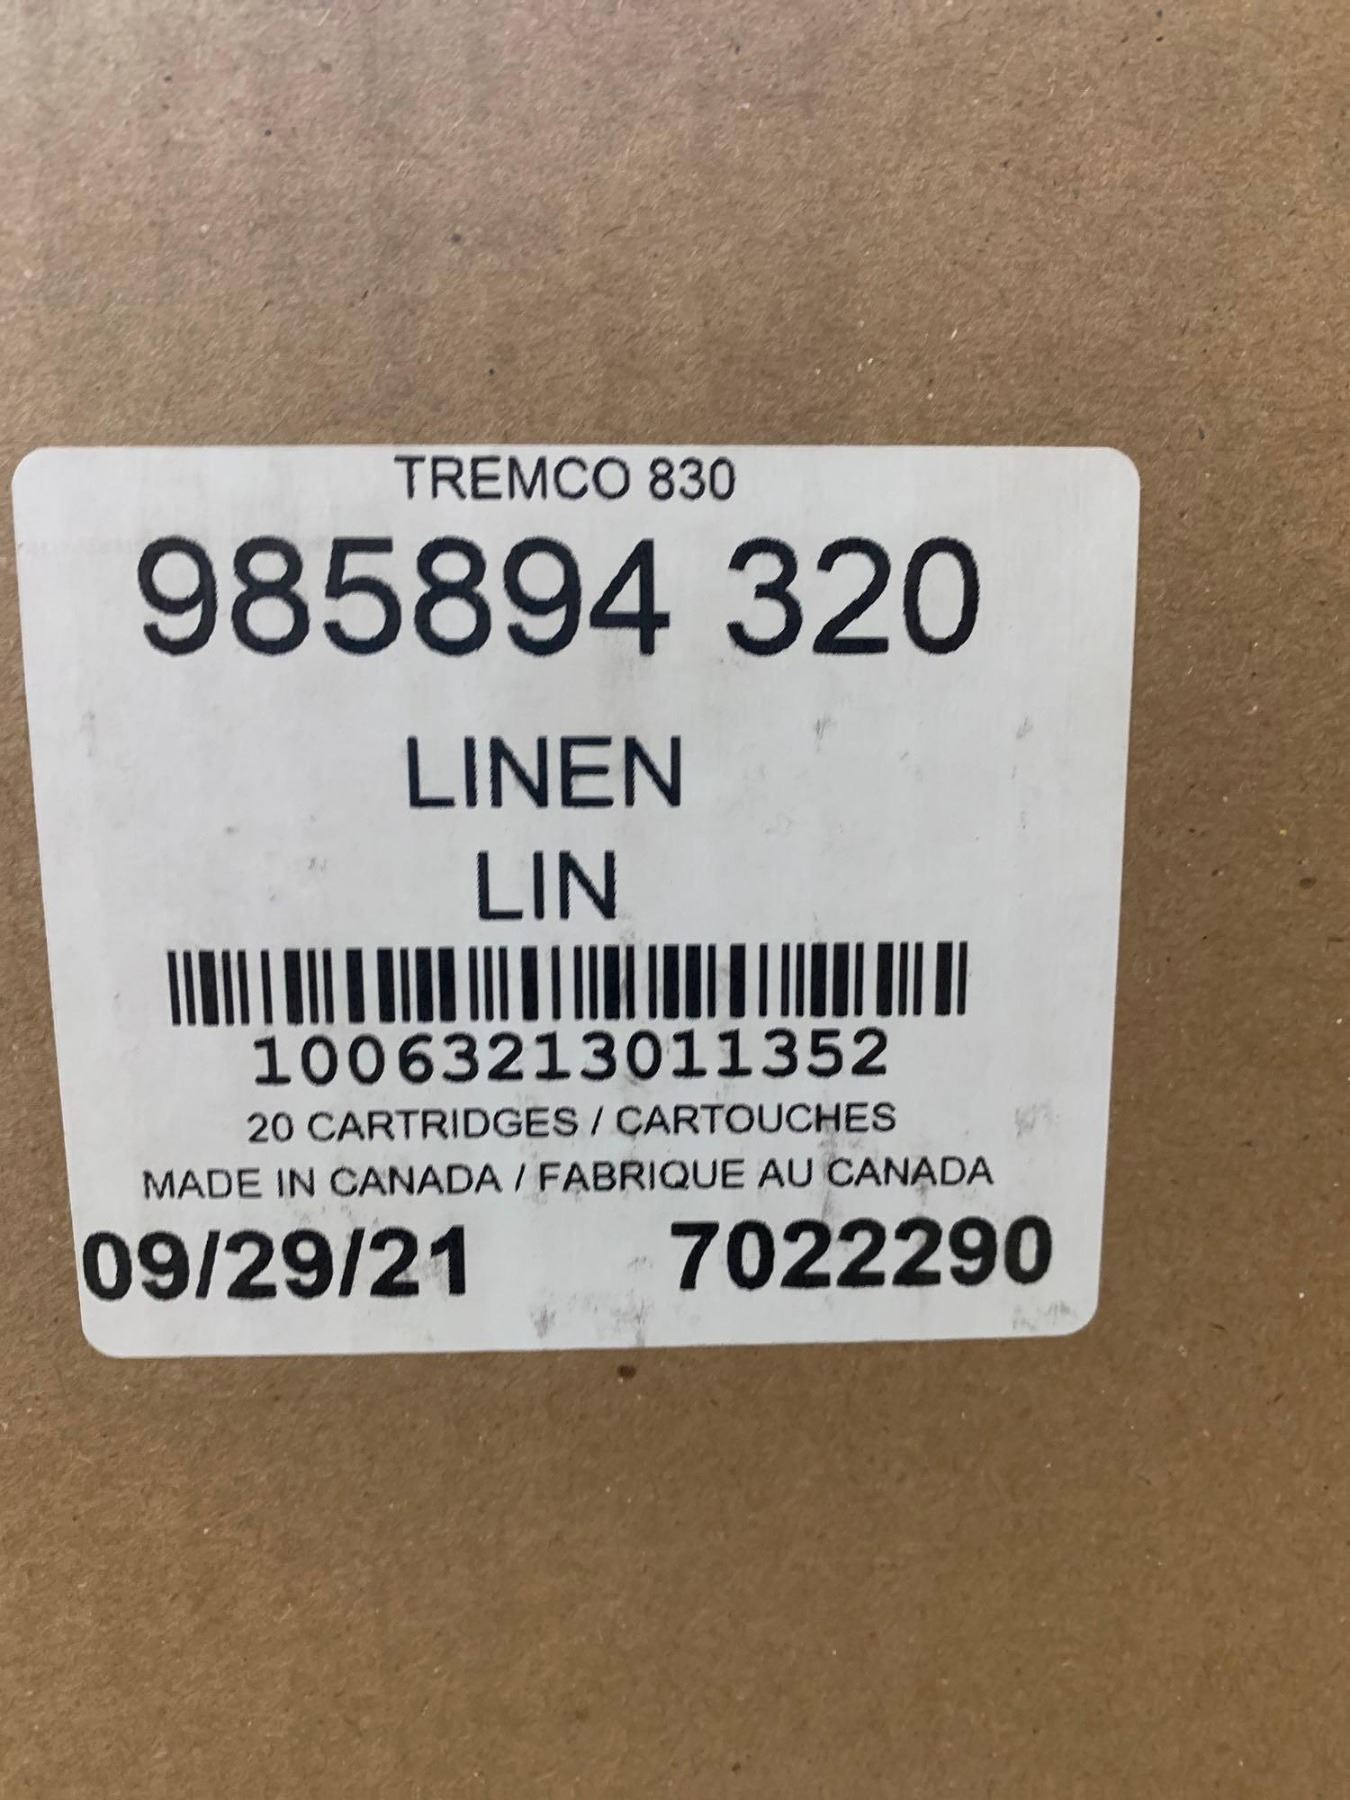 TREMCO 830
985894 320
LINEN
LIN
10063213011352
20 CARTRIDGES / CARTOUCHES
MADE IN CANADA / FABRIQUE AU CANADA
09/29/21 7022290